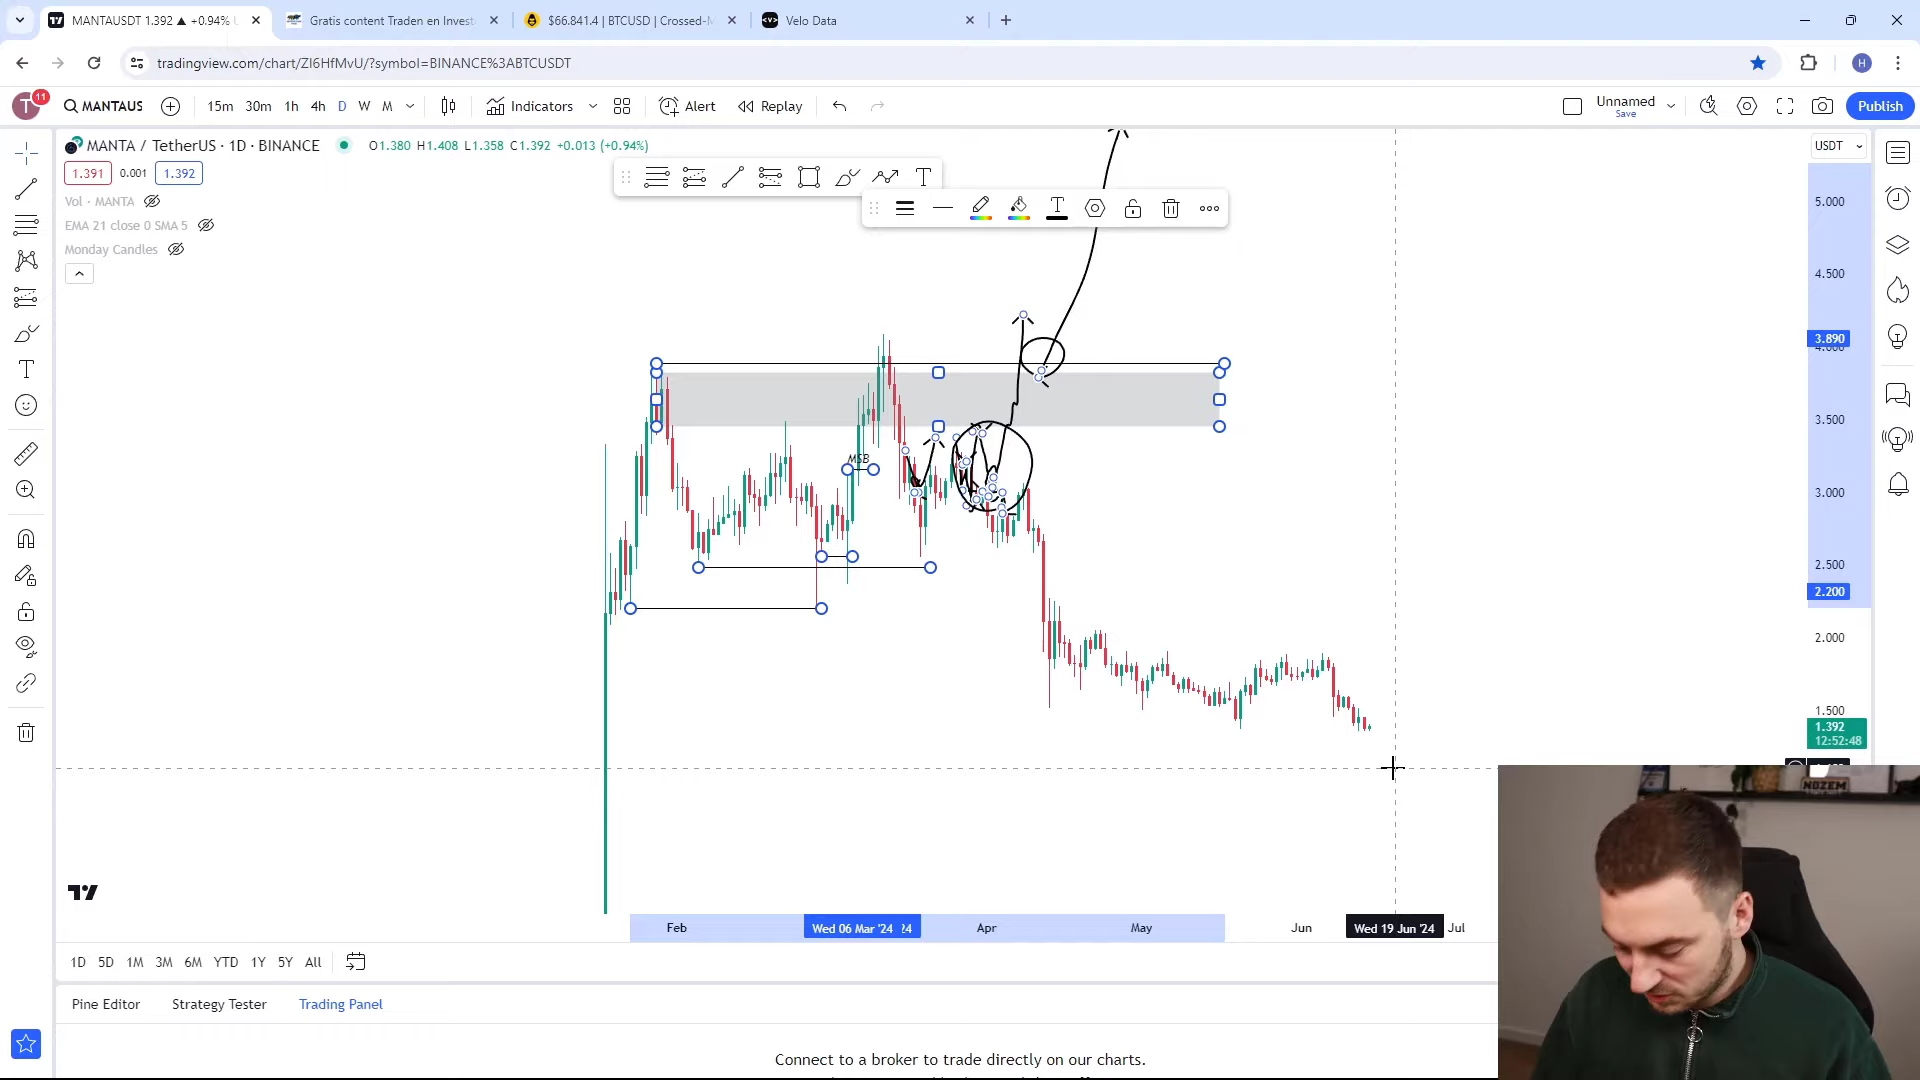 MANTAUSDT 1.392 ▲ +0.94%
Gratis content Traden en Invest
$66.841.4 | BTCUSD | Crossed-M
Velo Data
tradingview.com/chart/ZI6HfMvU/?symbol=BINANCE%3ABTCUSDT
H
T
11
MANTAUS
15m 30m 1h 4h D W M
Indicators
Alert
Replay
Unnamed
Save
Publish
MANTA / TetherUS · 1D · BINANCE
O1.380 H1.408 L1.358 C1.392 +0.013 (+0.94%)
USDT
1.391
0.001
1.392
Vol · MANTA
EMA 21 close 0 SMA 5
Monday Candles
5.000
4.500
3.890
3.500
MSB
3.000
2.500
2.200
2.000
1.500
1.392
12:52:48
NOZEM
Feb
Wed 06 Mar '24
Apr
May
Jun
Wed 19 Jun '24
Jul
1D 5D 1M 3M 6M YTD 1Y 5Y All
Pine Editor
Strategy Tester
Trading Panel
Connect to a broker to trade directly on our charts.